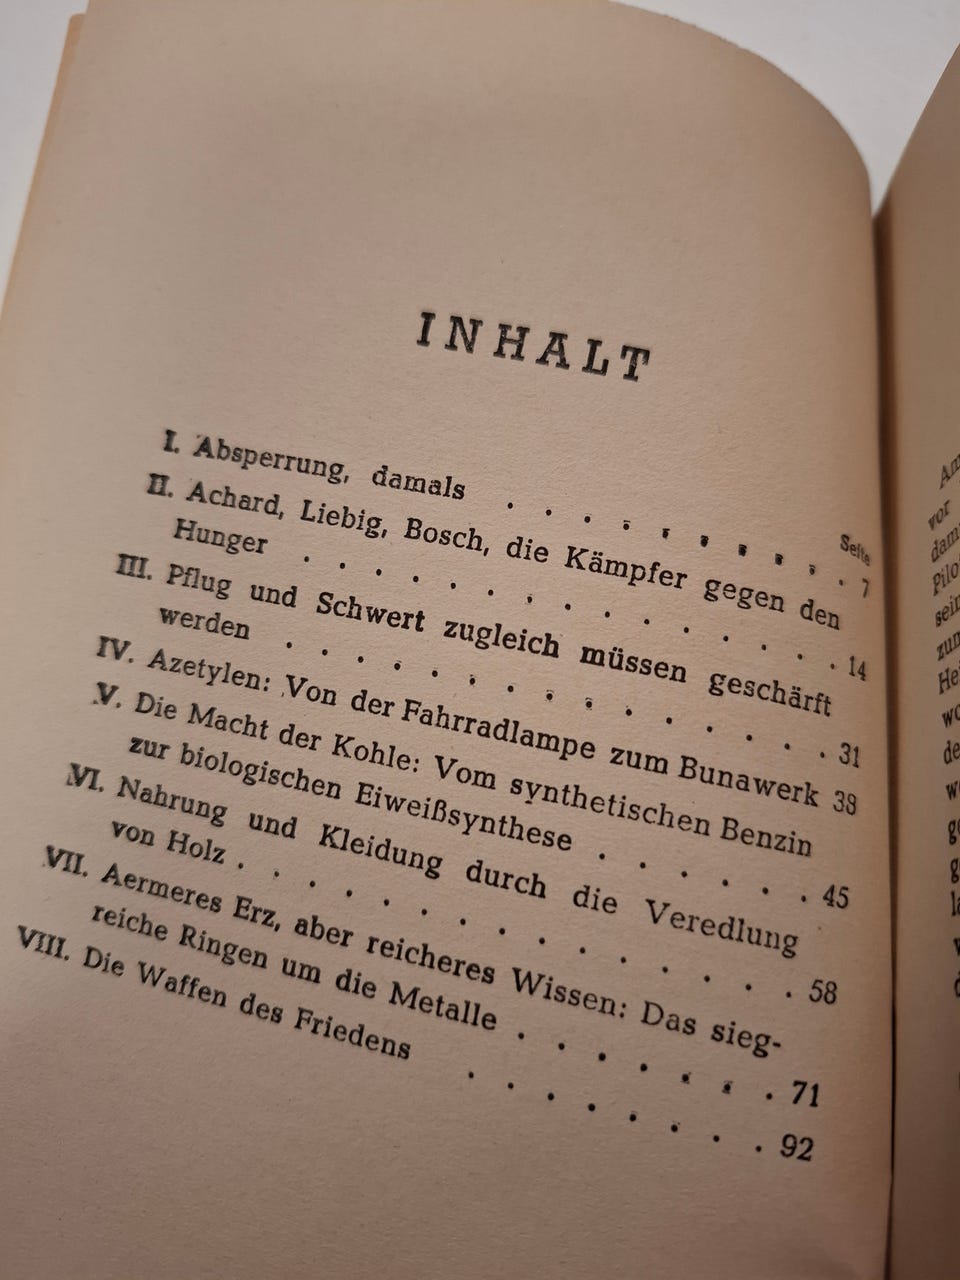 INHALT
Seite
I. Absperrung, damals . . . . . . . . . . 7
II. Achard, Liebig, Bosch, die Kämpfer gegen den
Hunger . . . . . . . . . . . . . . . 14
III. Pflug und Schwert zugleich müssen geschärft
werden . . . . . . . . . . . . . . . 31
IV. Azetylen: Von der Fahrradlampe zum Bunawerk 38
V. Die Macht der Kohle: Vom synthetischen Benzin
zur biologischen Eiweißsynthese . . . . . . 45
VI. Nahrung und Kleidung durch die Veredlung
von Holz . . . . . . . . . . . . . . . 58
VII. Aermeres Erz, aber reicheres Wissen: Das sieg-
reiche Ringen um die Metalle . . . . . . . 71
VIII. Die Waffen des Friedens . . . . . . . . 92
vor